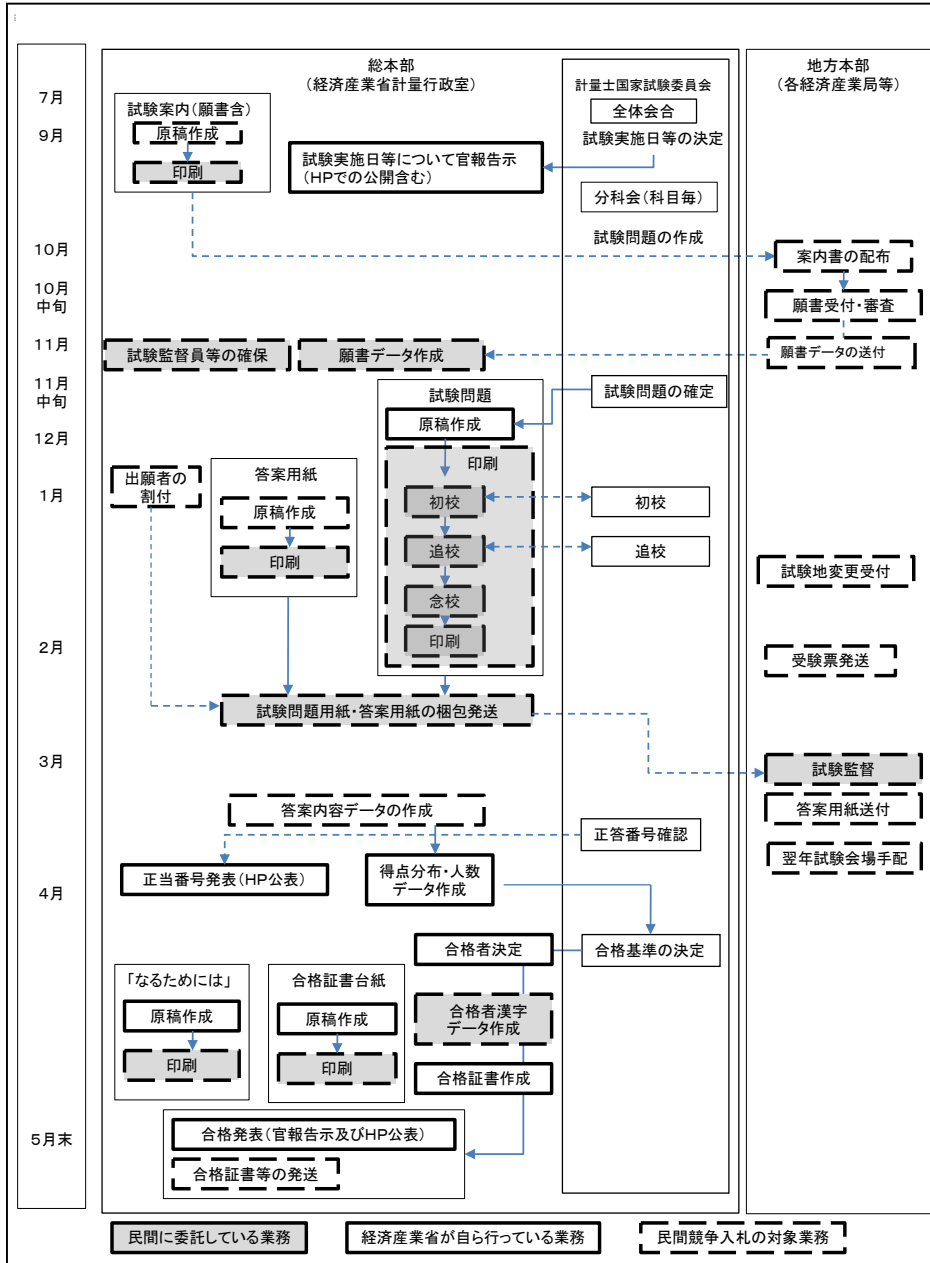 総本部
（経済産業省計量行政室）
地方本部
（各経済産業局等）
計量士国家試験委員会
7月
試験案内（願書含）
全体会合
9月
原稿作成
試験実施日等の決定
印刷
試験実施日等について官報告示
（HPでの公開含む）
分科会（科目毎）
試験問題の作成
10月
案内書の配布
10月
中旬
願書受付・審査
11月
試験監督員等の確保
願書データ作成
願書データの送付
11月
中旬
試験問題
試験問題の確定
原稿作成
12月
印刷
出願者の
割付
答案用紙
1月
原稿作成
初校
初校
印刷
追校
追校
試験地変更受付
念校
印刷
2月
受験票発送
試験問題用紙・答案用紙の梱包発送
3月
試験監督
答案内容データの作成
答案用紙送付
正答番号確認
翌年試験会場手配
正当番号発表（HP公表）
得点分布・人数
データ作成
4月
合格者決定
合格基準の決定
「なるためには」
合格証書台紙
原稿作成
原稿作成
合格者漢字
データ作成
印刷
印刷
合格証書作成
5月末
合格発表（官報告示及びHP公表）
合格証書等の発送
民間に委託している業務
経済産業省が自ら行っている業務
民間競争入札の対象業務